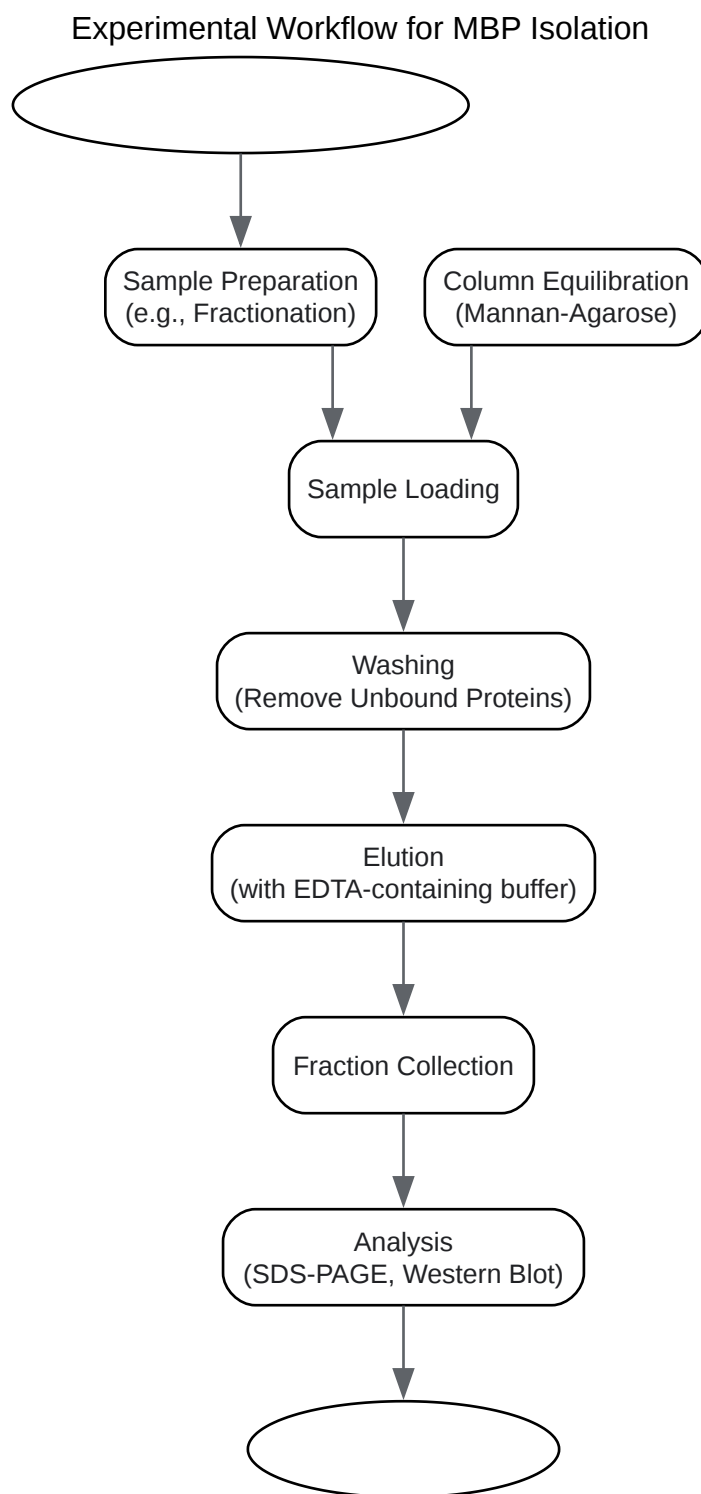 Experimental Workflow for MBP Isolation
Sample Preparation
(e.g., Fractionation)
Column Equilibration
(Mannan-Agarose)
Sample Loading
Washing
(Remove Unbound Proteins)
Elution
(with EDTA-containing buffer)
Fraction Collection
Analysis
(SDS-PAGE, Western Blot)